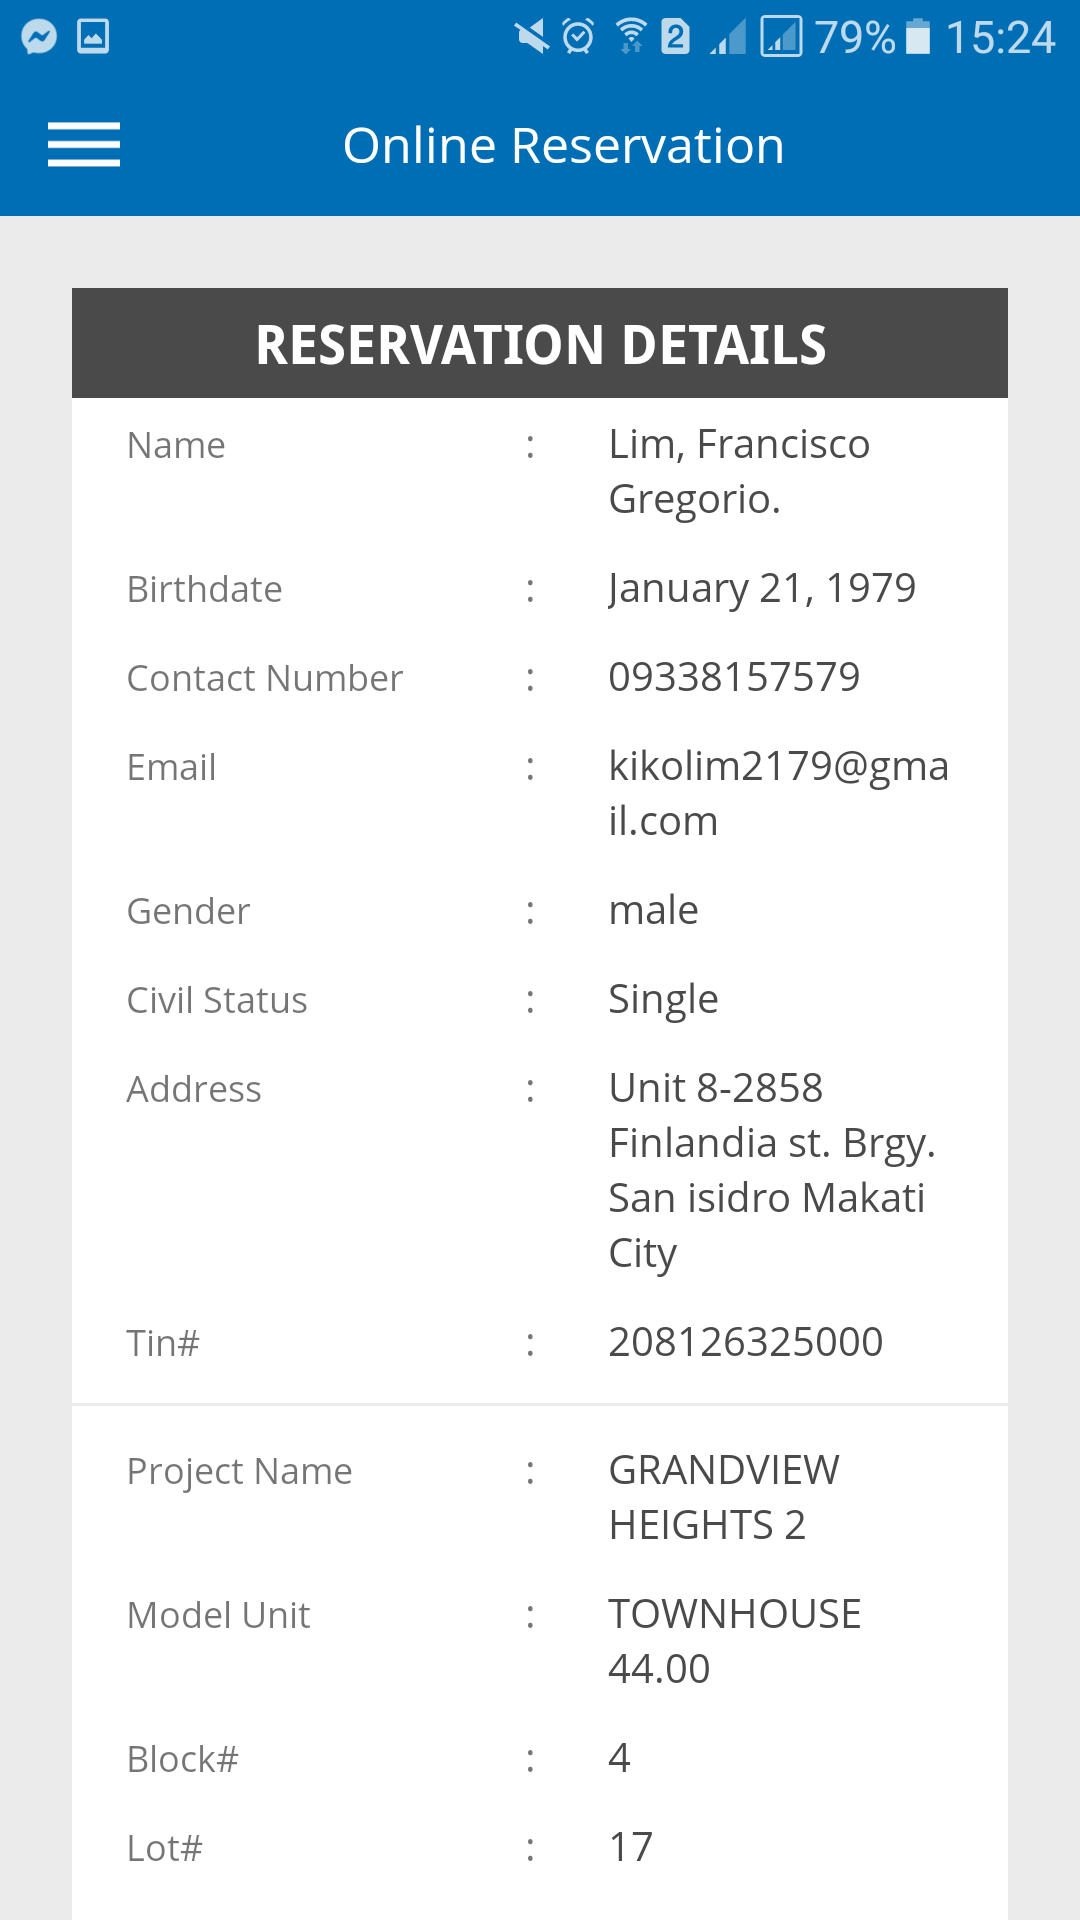 79% 15:24
Online Reservation
RESERVATION DETAILS
Name : Lim, Francisco
Gregorio.
Birthdate : January 21, 1979
Contact Number : 09338157579
Email : kikolim2179@gma
il.com
Gender : male
Civil Status : Single
Address : Unit 8-2858
Finlandia st. Brgy.
San isidro Makati
City
Tin# : 208126325000
Project Name : GRANDVIEW
HEIGHTS 2
Model Unit : TOWNHOUSE
44.00
Block# : 4
Lot# : 17